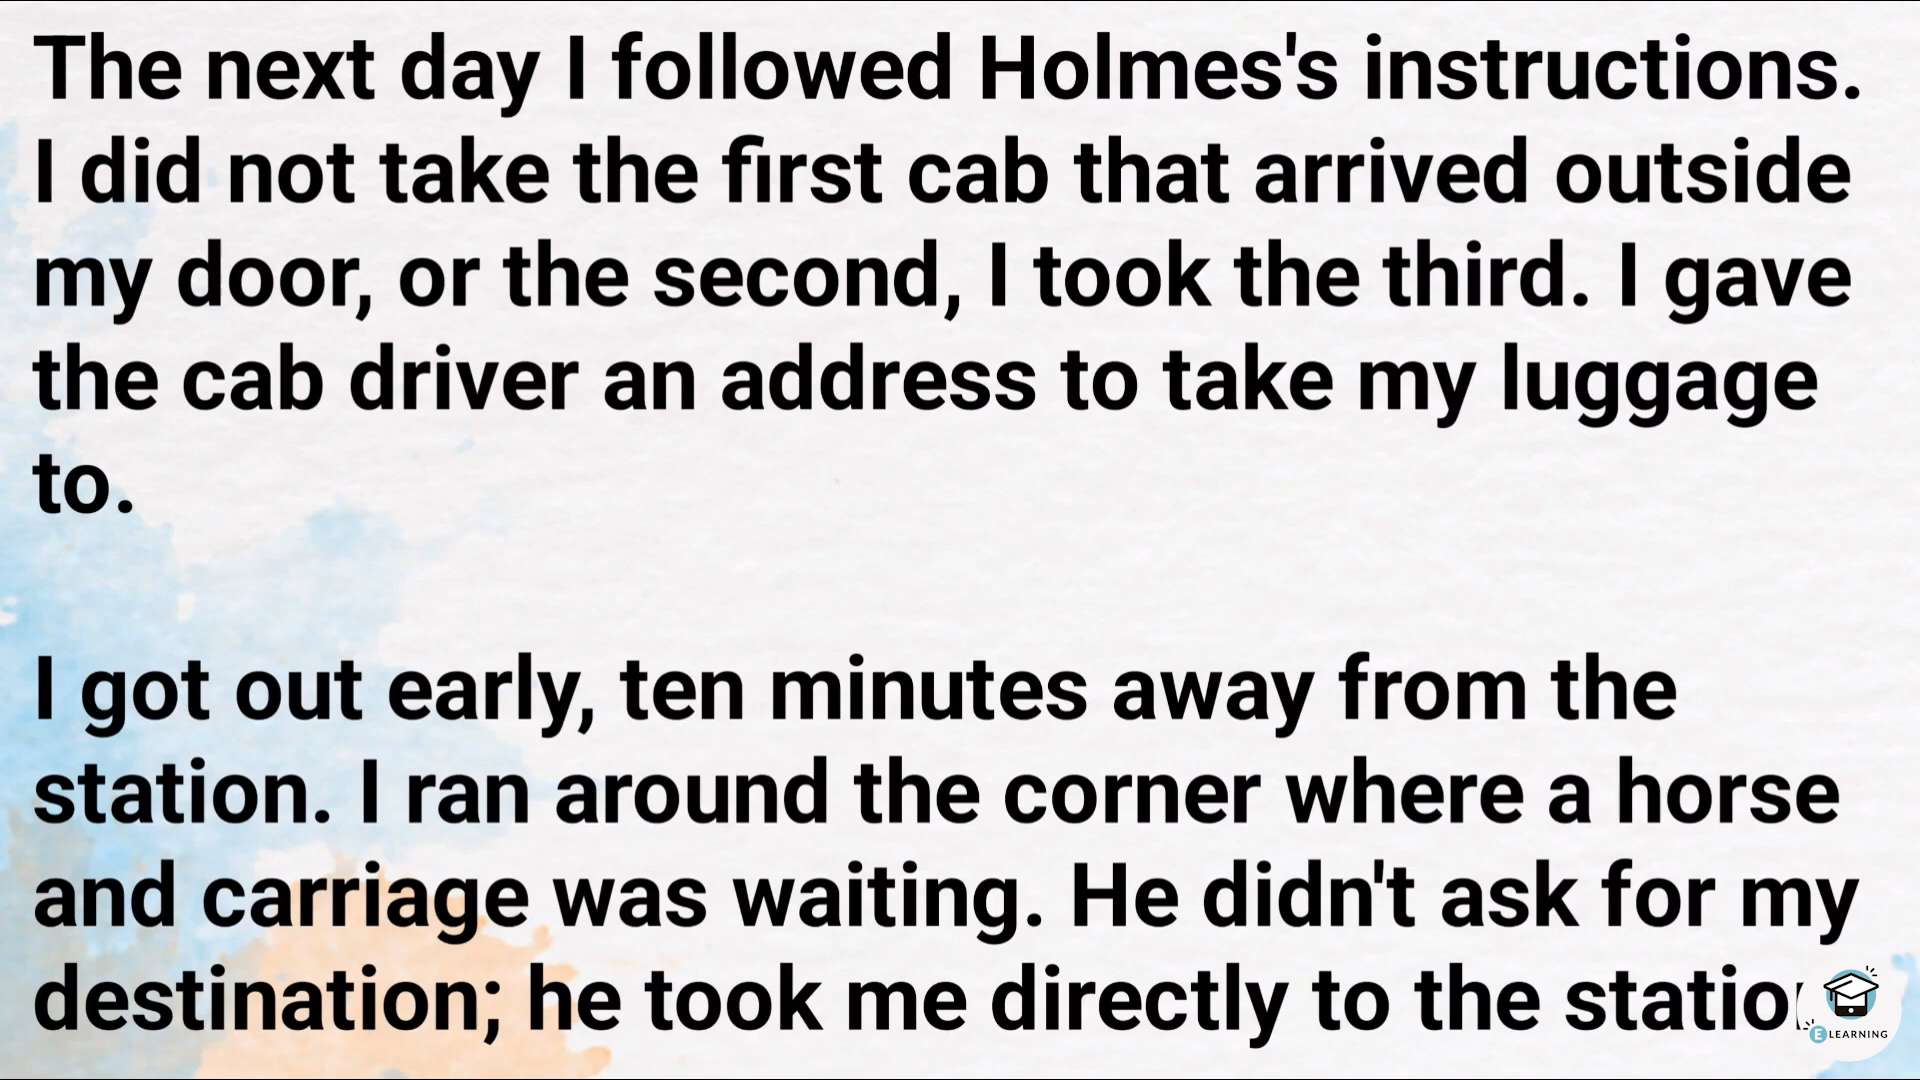 The next day I followed Holmes's instructions.
I did not take the first cab that arrived outside
my door, or the second, I took the third. I gave
the cab driver an address to take my luggage
to.
I got out early, ten minutes away from the
station. I ran around the corner where a horse
and carriage was waiting. He didn't ask for my
destination; he took me directly to the station
E LEARNING